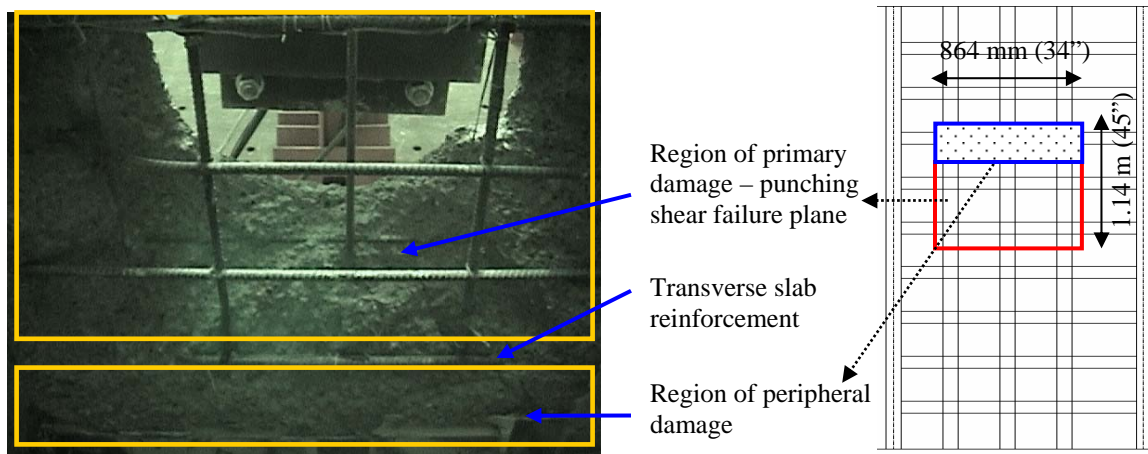 864 mm (34”)
1.14 m (45”)
Region of primary
damage – punching
shear failure plane
Transverse slab
reinforcement
Region of peripheral
damage